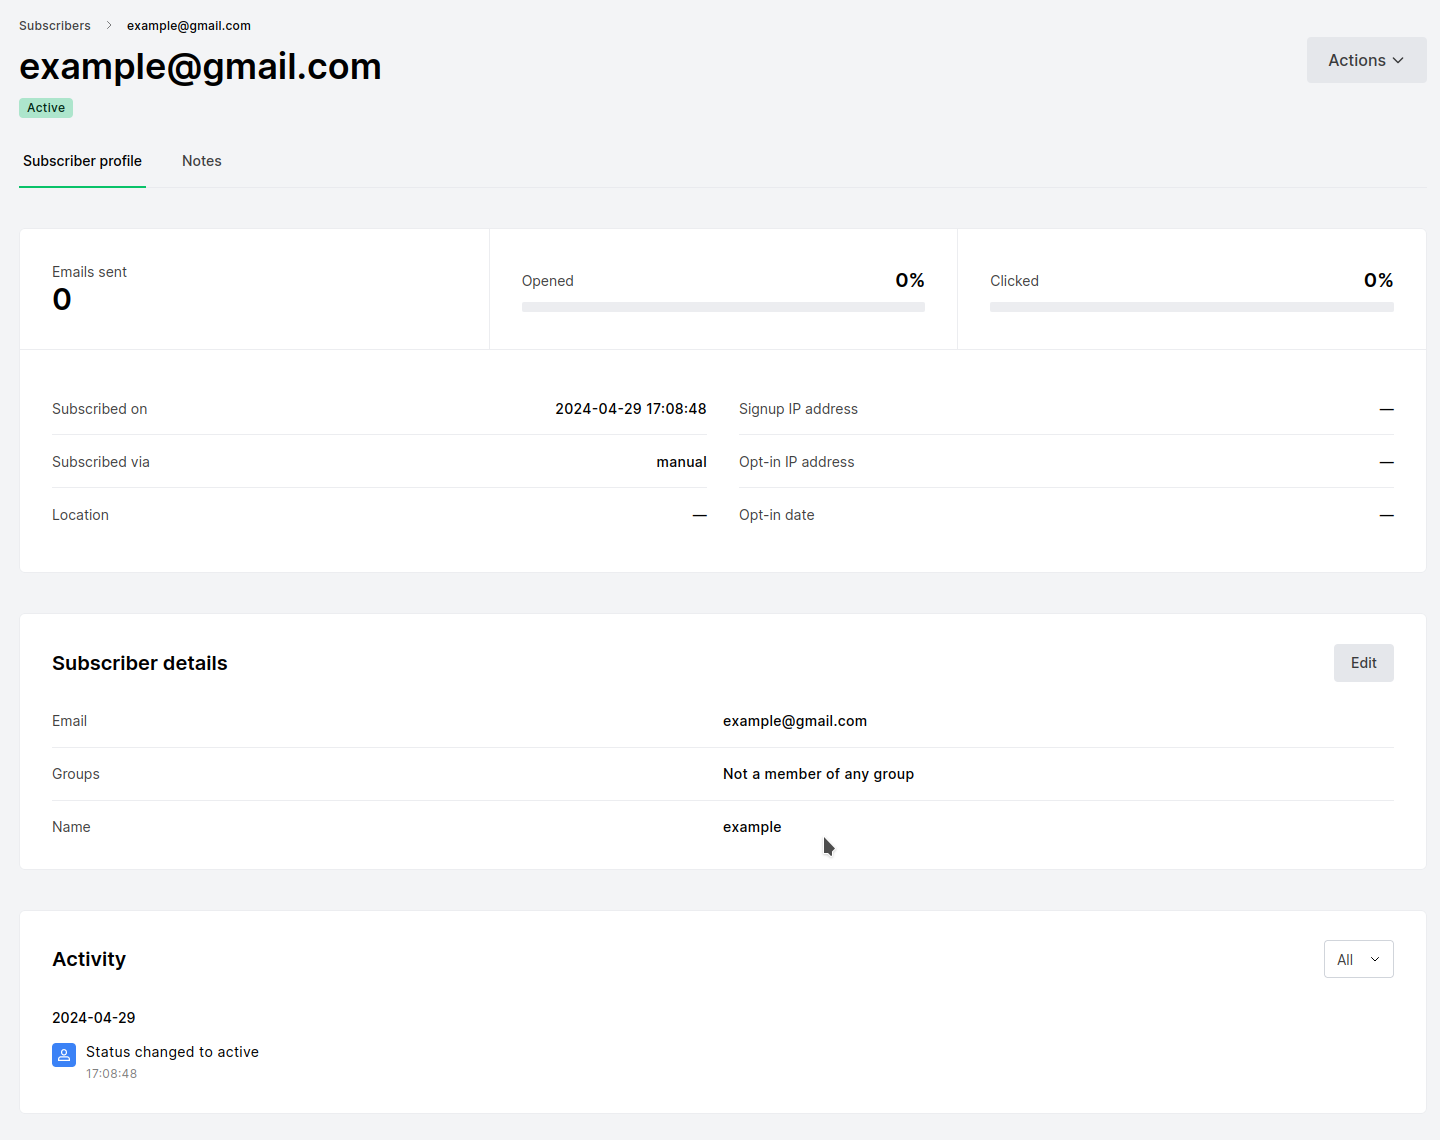 Subscribers > example@gmail.com
example@gmail.com
Actions
Active
Subscriber profile Notes
Emails sent
0
Opened 0%
Clicked 0%
Subscribed on 2024-04-29 17:08:48
Signup IP address —
Subscribed via manual
Opt-in IP address —
Location —
Opt-in date —
Subscriber details
Edit
Email example@gmail.com
Groups Not a member of any group
Name example
Activity
All
2024-04-29
Status changed to active
17:08:48